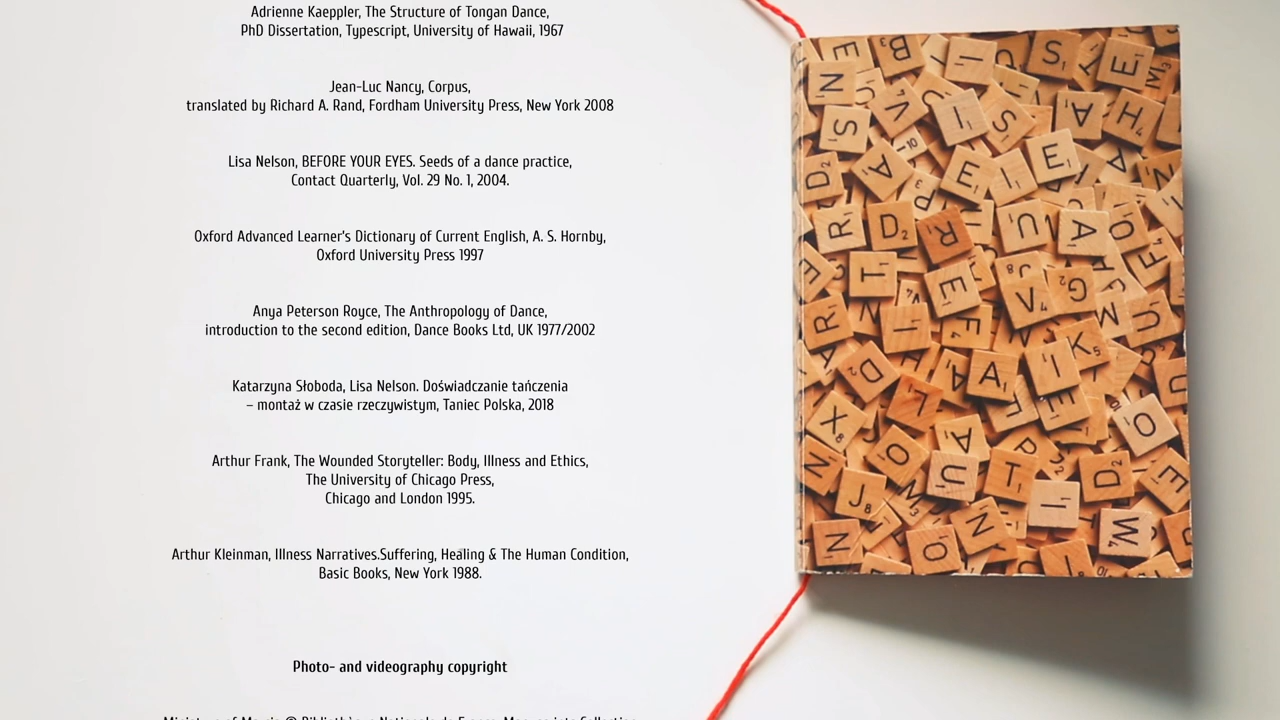 Adrienne Kaeppler, The Structure of Tongan Dance,
PhD Dissertation, Typescript, University of Hawaii, 1967
Jean-Luc Nancy, Corpus,
translated by Richard A. Rand, Fordham University Press, New York 2008
Lisa Nelson, BEFORE YOUR EYES. Seeds of a dance practice,
Contact Quarterly, Vol. 29 No. 1, 2004.
Oxford Advanced Learner's Dictionary of Current English, A. S. Hornby,
Oxford University Press 1997
Anya Peterson Royce, The Anthropology of Dance,
introduction to the second edition, Dance Books Ltd, UK 1977/2002
Katarzyna Słoboda, Lisa Nelson. Doświadczanie tańczenia
– montaż w czasie rzeczywistym, Taniec Polska, 2018
Arthur Frank, The Wounded Storyteller: Body, Illness and Ethics,
The University of Chicago Press,
Chicago and London 1995.
Arthur Kleinman, Illness Narratives.Suffering, Healing & The Human Condition,
Basic Books, New York 1988.
Photo- and videography copyright